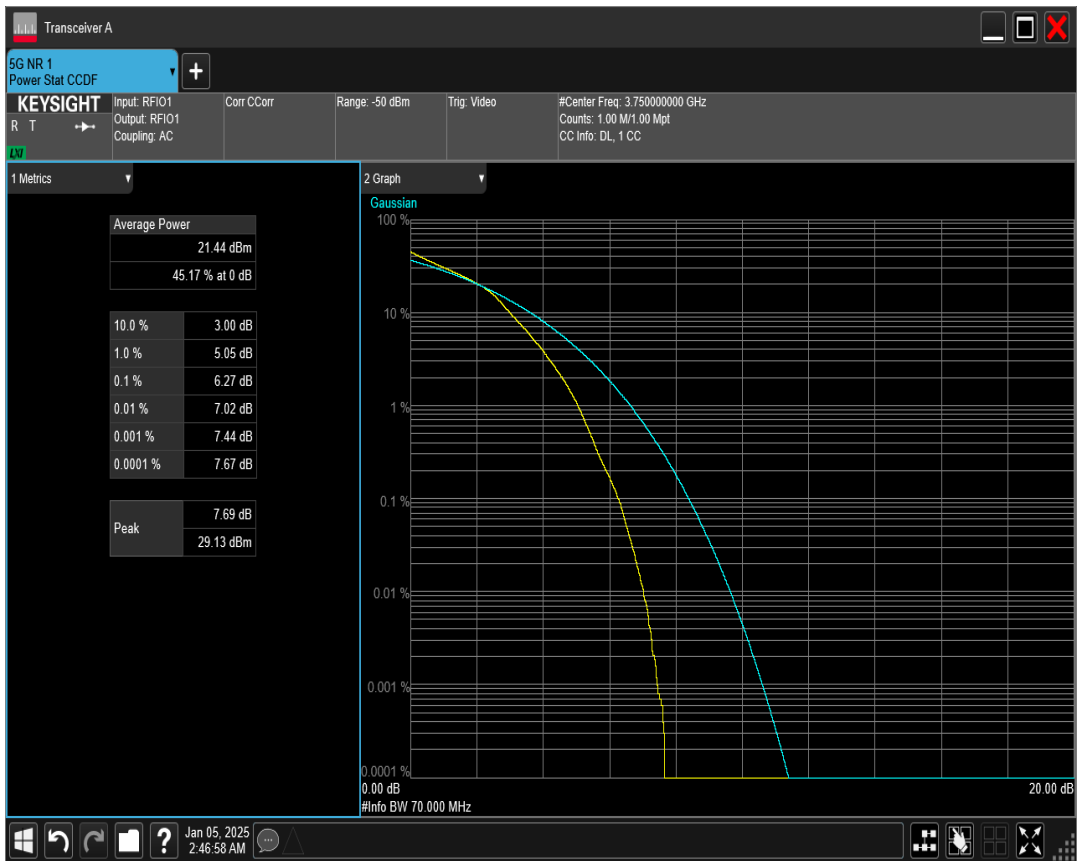 Transceiver A
5G NR 1
Power Stat CCDF
+
KEYSIGHT
R T
LXI
Input: RFIO1
Output: RFIO1
Coupling: AC
Corr CCorr
Range: -50 dBm
Trig: Video
#Center Freq: 3.750000000 GHz
Counts: 1.00 M/1.00 Mpt
CC Info: DL, 1 CC
1 Metrics
Average Power
21.44 dBm
45.17 % at 0 dB
10.0 % 3.00 dB
1.0 % 5.05 dB
0.1 % 6.27 dB
0.01 % 7.02 dB
0.001 % 7.44 dB
0.0001 % 7.67 dB
Peak
7.69 dB
29.13 dBm
2 Graph
Gaussian
100 %
10 %
1 %
0.1 %
0.01 %
0.001 %
0.0001 %
0.00 dB 20.00 dB
#Info BW 70.000 MHz
?
Jan 05, 2025
2:46:58 AM